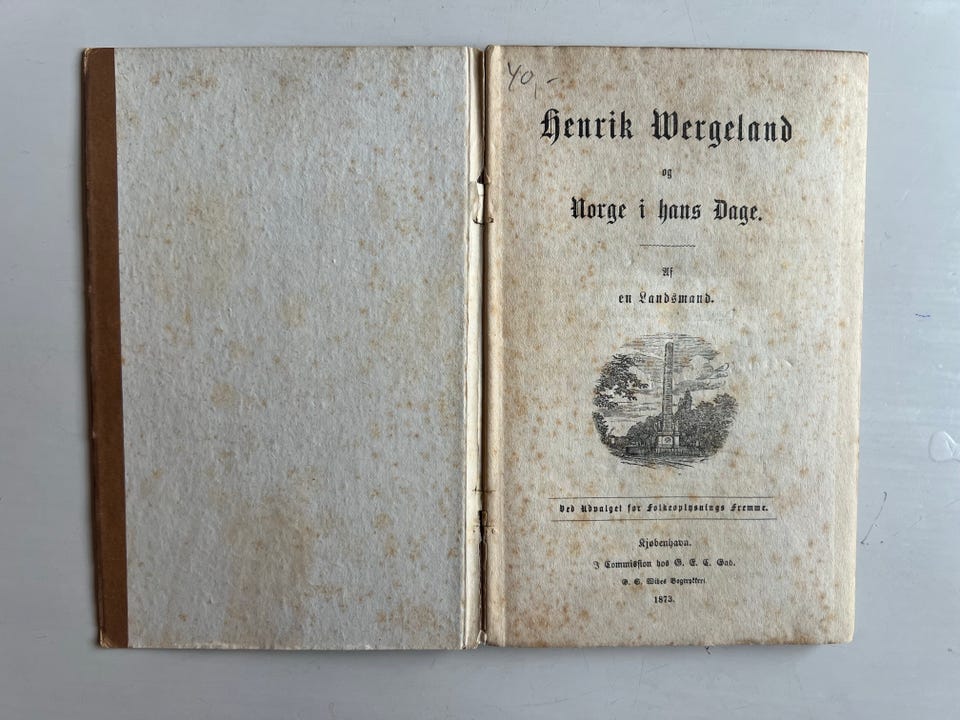 40,-
Henrik Wergeland
og
Norge i hans Dage.
Af
en Landsmand.
Ved Udvalget for Folkeoplysnings Fremme.
Kjøbenhavn.
I Commission hos G. E. C. Gad.
G. S. Wibes Bogtrykkeri.
1873.